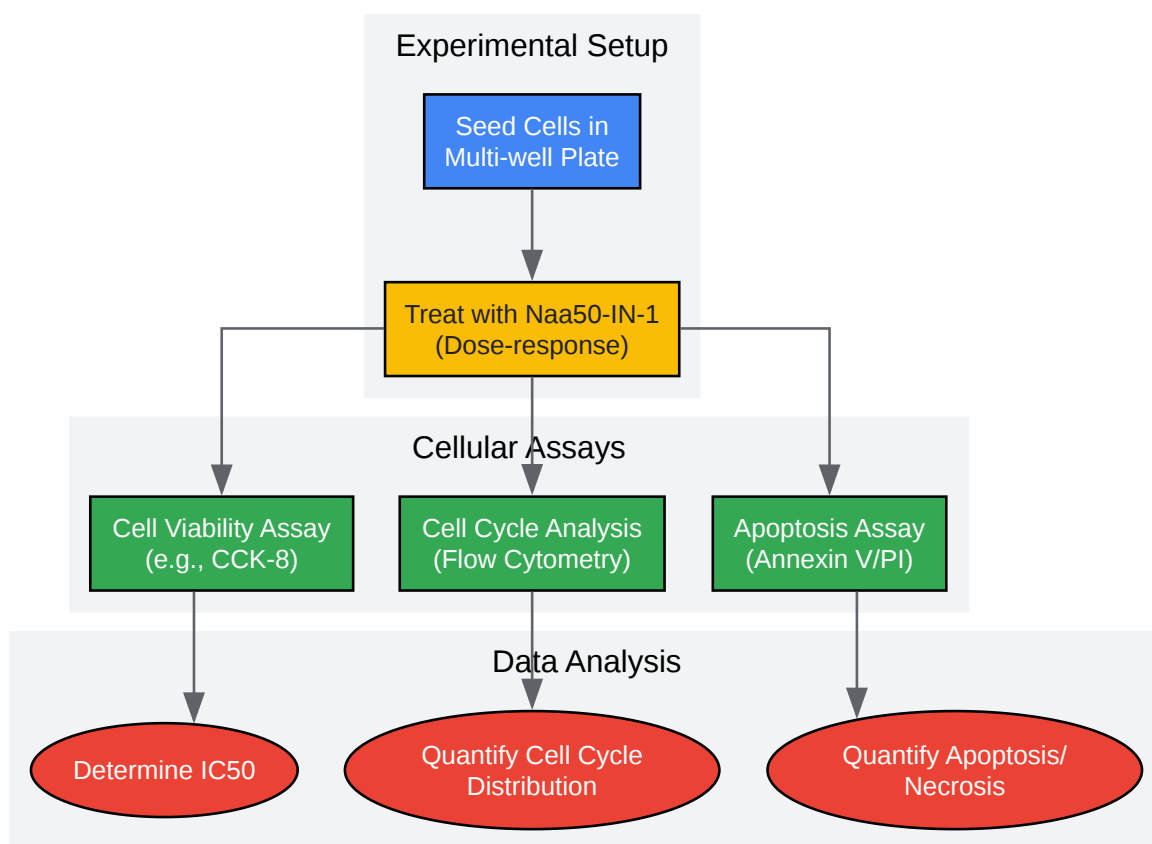 Experimental Setup
Seed Cells in
Multi-well Plate
Treat with Naa50-IN-1
(Dose-response)
Cellular Assays
Cell Viability Assay
(e.g., CCK-8)
Cell Cycle Analysis
(Flow Cytometry)
Apoptosis Assay
(Annexin V/PI)
Data Analysis
Determine IC50
Quantify Cell Cycle
Distribution
Quantify Apoptosis/
Necrosis